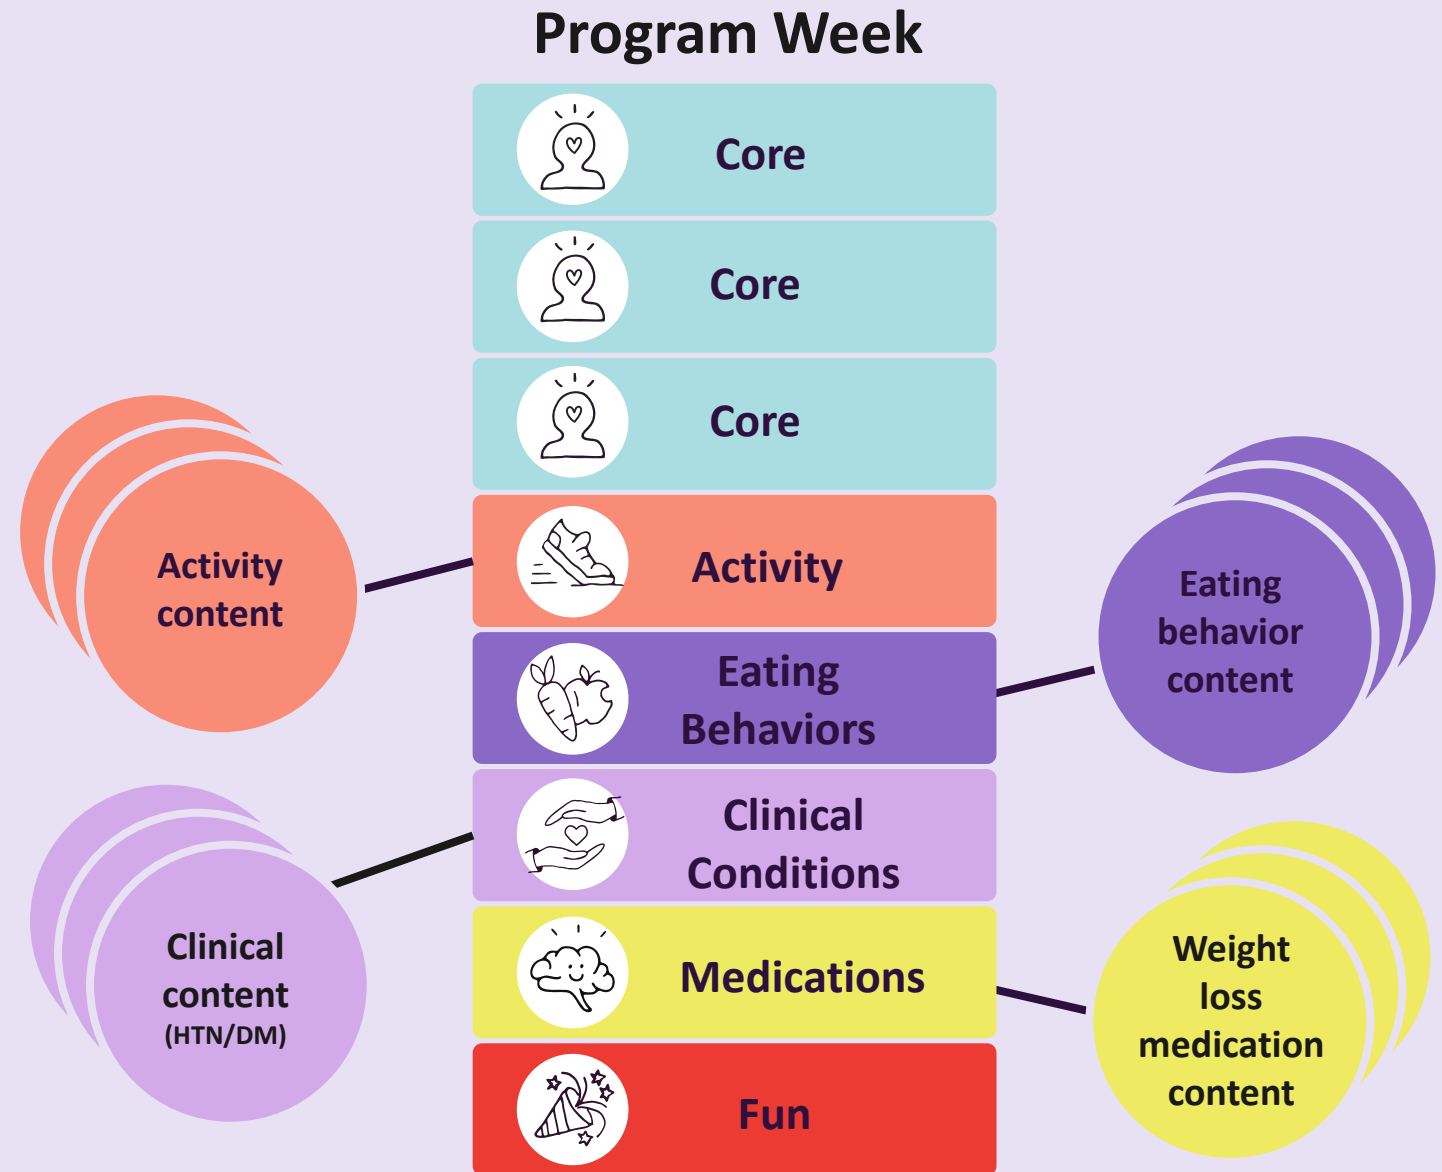 Program Week
Core
Core
Core
Activity
content
Activity
Eating
behavior
content
Eating
Behaviors
Clinical
Conditions
Clinical
content
(HTN/DM)
Medications
Weight
loss
medication
content
Fun